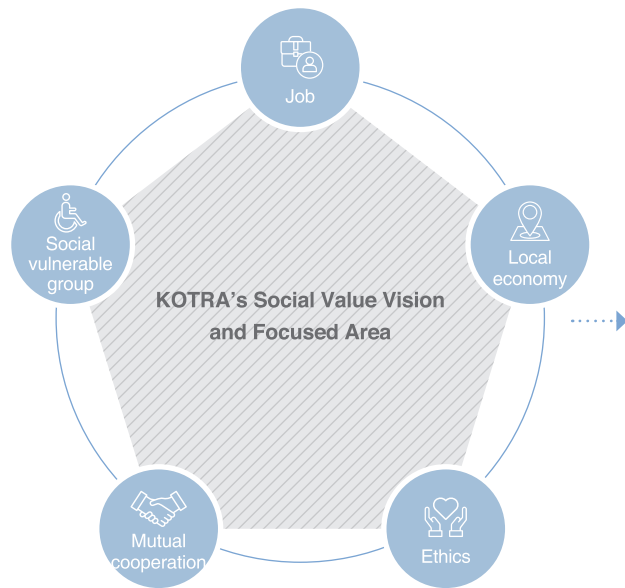 Job
Social
vulnerable
group
Local
economy
KOTRA's Social Value Vision
and Focused Area
Mutual
cooperation
Ethics